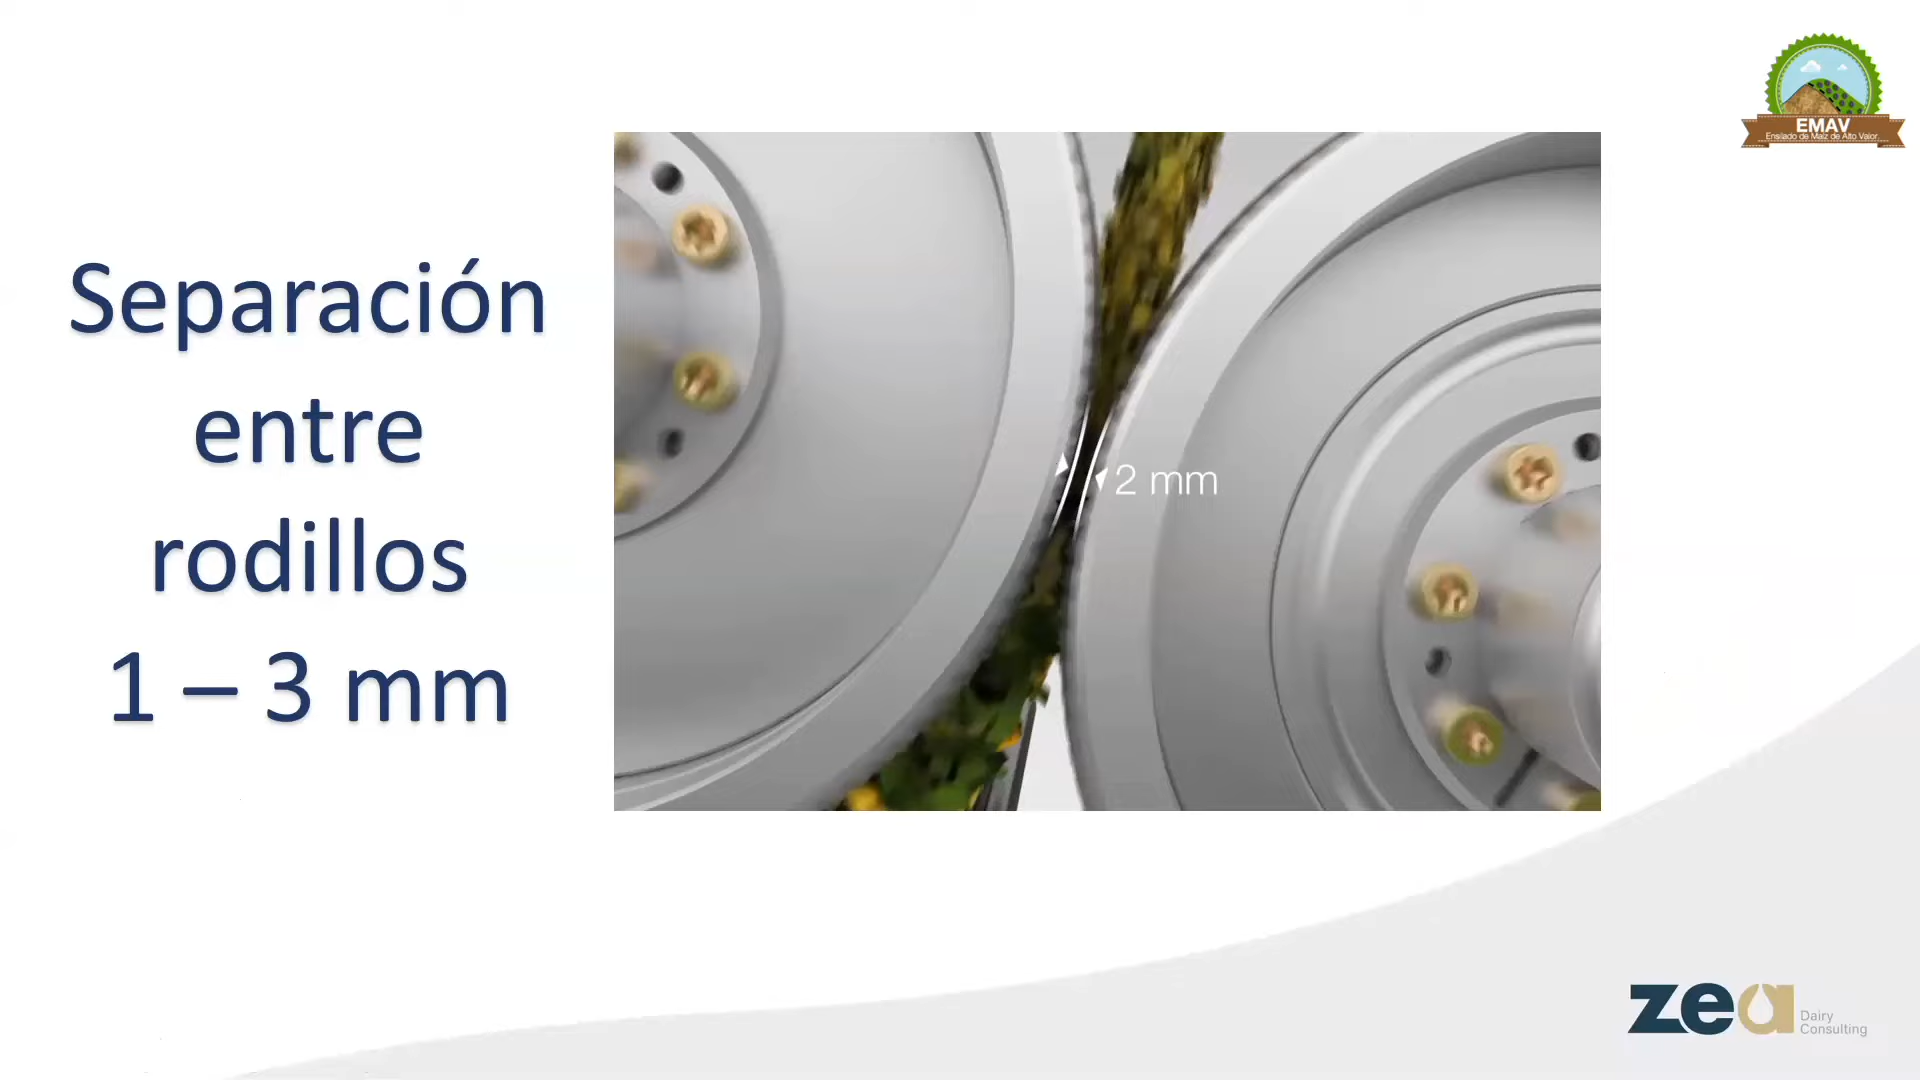 EMAV
Ensilado de Maíz de Alto Valor
Separación
entre
rodillos
1 – 3 mm
2 mm
zea
Dairy
Consulting